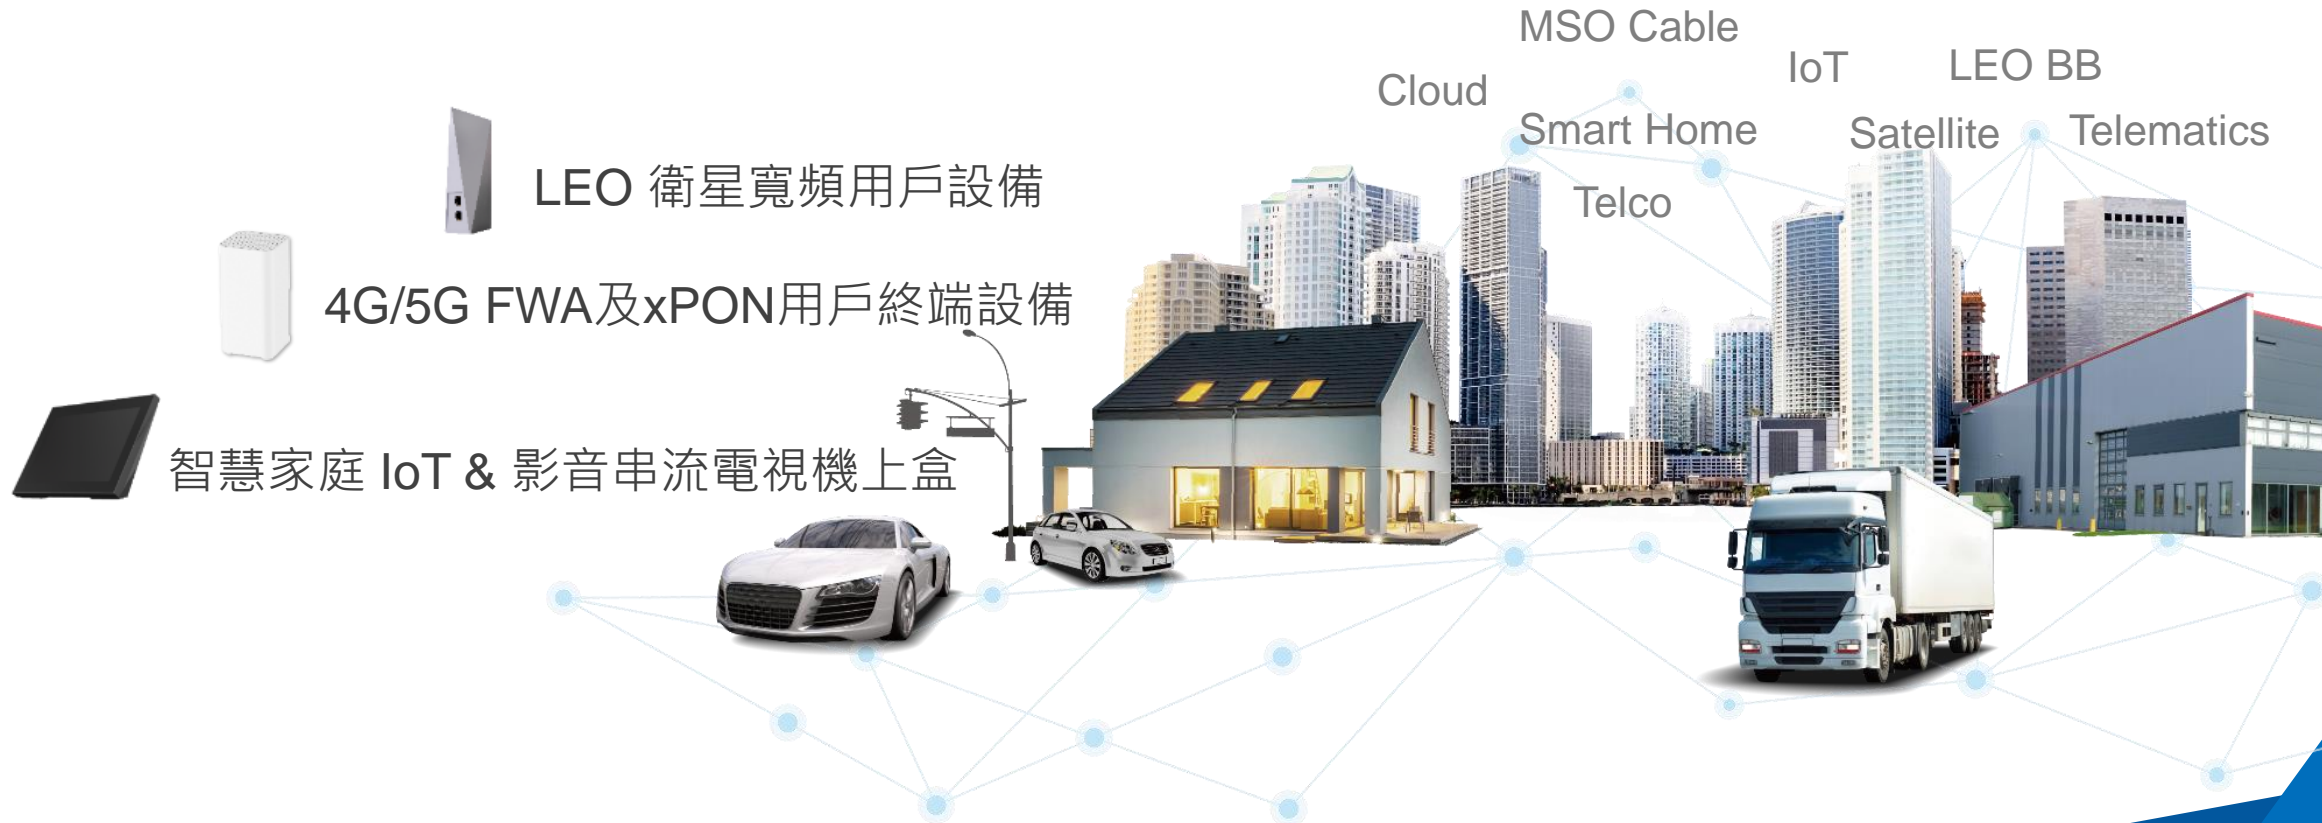 MSO Cable
IoT
LEO BB
Cloud
Smart Home
Satellite
Telematics
Telco
LEO 衛星寬頻用戶設備
4G/5G FWA及xPON用戶終端設備
智慧家庭 IoT & 影音串流電視機上盒